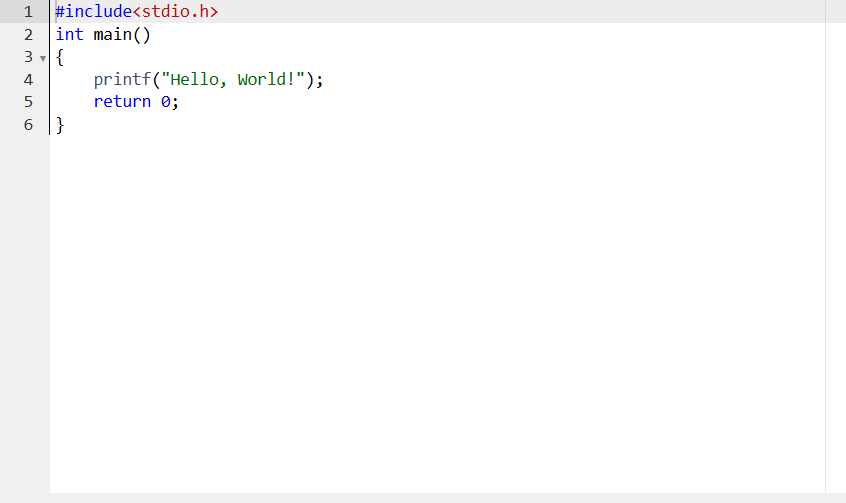 1 #include<stdio.h>
2 int main()
3 {
4     printf("Hello, World!");
5     return 0;
6 }